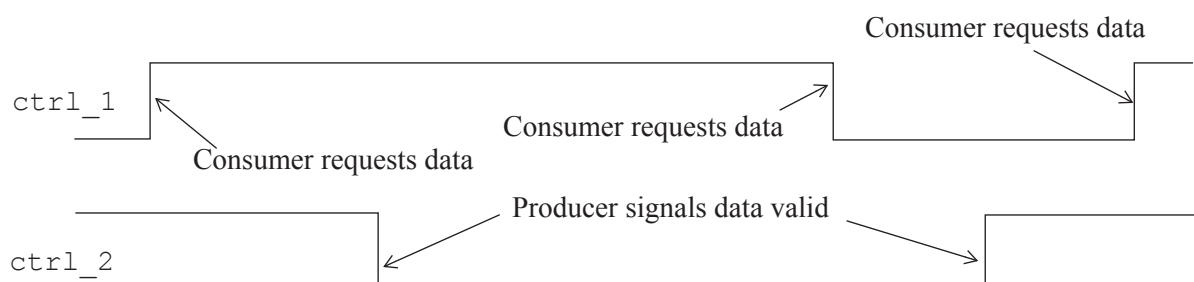 Consumer requests data
ctrl_1
Consumer requests data
Consumer requests data
Producer signals data valid
ctrl_2